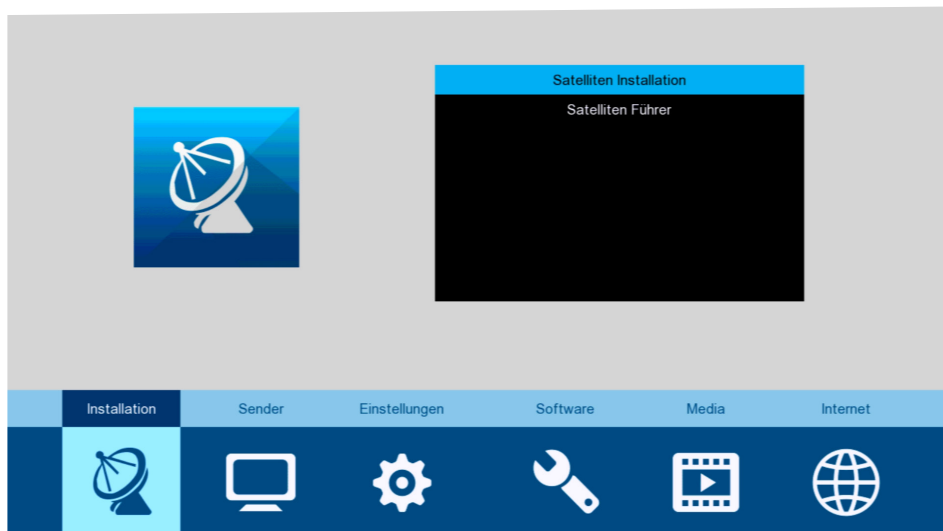 Satelliten Installation
Satelliten Führer
Installation Sender Einstellungen Software Media Internet